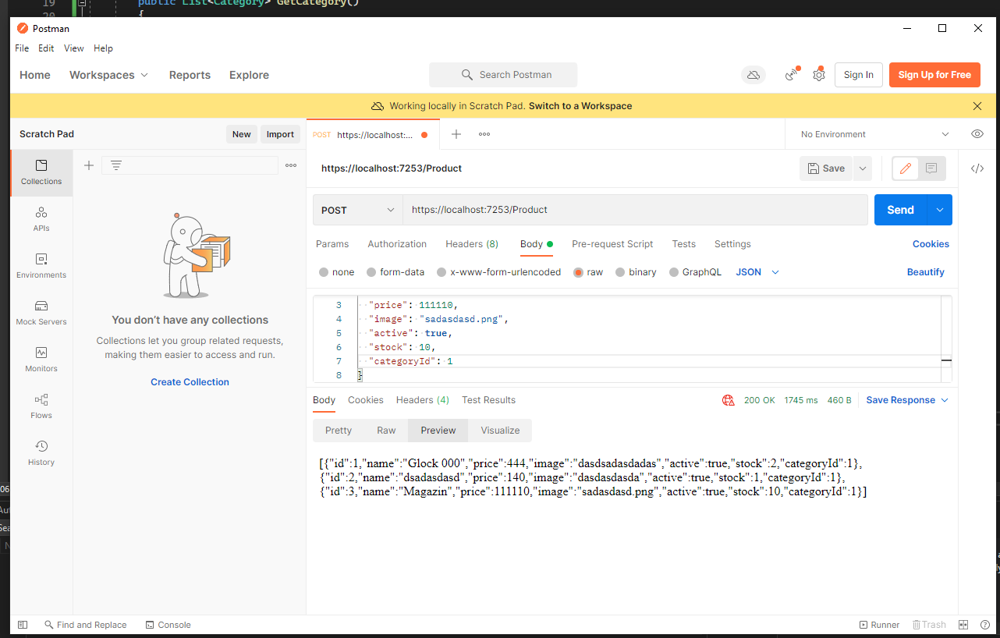 19
public List<Category> GetCategory()
20
{
Postman
File Edit View Help
Home Workspaces Reports Explore Search Postman Sign In Sign Up for Free
Working locally in Scratch Pad. Switch to a Workspace
Scratch Pad New Import POST https://localhost:... No Environment
https://localhost:7253/Product Save
Collections
POST https://localhost:7253/Product Send
APIs
Params Authorization Headers (8) Body Pre-request Script Tests Settings Cookies
none form-data x-www-form-urlencoded raw binary GraphQL JSON Beautify
Environments
3 "price": 111110,
4 "image": "sadasdasd.png",
5 "active": true,
6 "stock": 10,
7 "categoryId": 1
8 }
Mock Servers
You don't have any collections
Collections let you group related requests,
making them easier to access and run.
Create Collection
Monitors
Flows
History
Body Cookies Headers (4) Test Results 200 OK 1745 ms 460 B Save Response
Pretty Raw Preview Visualize
[{"id":1,"name":"Glock 000","price":444,"image":"dasdsadasdadas","active":true,"stock":2,"categoryId":1},
{"id":2,"name":"dsadasdasd","price":140,"image":"dasdasdasda","active":true,"stock":1,"categoryId":1},
{"id":3,"name":"Magazin","price":111110,"image":"sadasdasd.png","active":true,"stock":10,"categoryId":1}]
06
Aut
Sea
N
Find and Replace Console Runner Trash